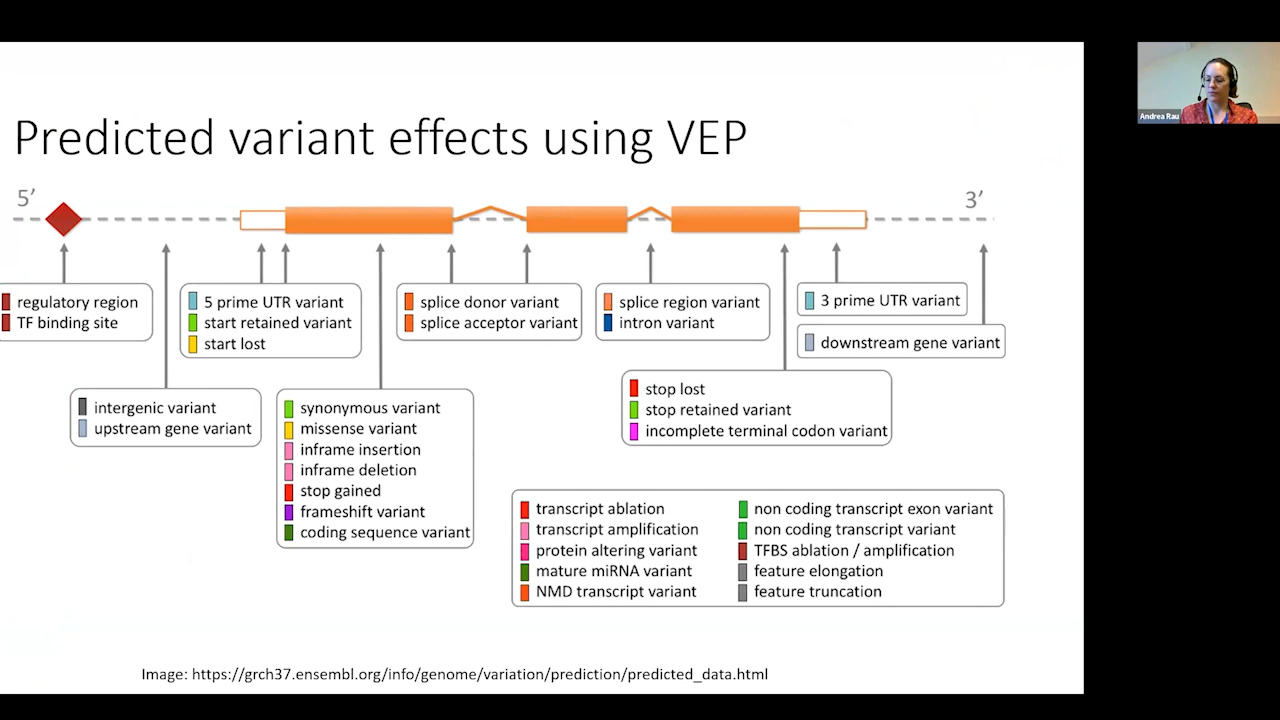 Predicted variant effects using VEP
5’
3’
regulatory region
TF binding site
5 prime UTR variant
start retained variant
start lost
splice donor variant
splice acceptor variant
splice region variant
intron variant
3 prime UTR variant
downstream gene variant
intergenic variant
upstream gene variant
synonymous variant
missense variant
inframe insertion
inframe deletion
stop gained
frameshift variant
coding sequence variant
stop lost
stop retained variant
incomplete terminal codon variant
transcript ablation
transcript amplification
protein altering variant
mature miRNA variant
NMD transcript variant
non coding transcript exon variant
non coding transcript variant
TFBS ablation / amplification
feature elongation
feature truncation
Image: https://grch37.ensembl.org/info/genome/variation/prediction/predicted_data.html
Andrea Rau